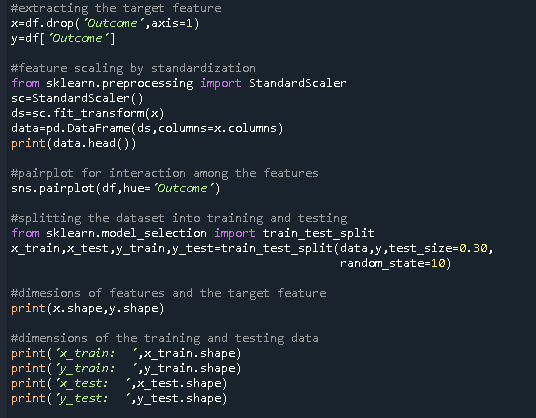 #extracting the target feature
x=df.drop('Outcome',axis=1)
y=df['Outcome']
#feature scaling by standardization
from sklearn.preprocessing import StandardScaler
sc=StandardScaler()
ds=sc.fit_transform(x)
data=pd.DataFrame(ds,columns=x.columns)
print(data.head())
#pairplot for interaction among the features
sns.pairplot(df,hue='Outcome')
#splitting the dataset into training and testing
from sklearn.model_selection import train_test_split
x_train,x_test,y_train,y_test=train_test_split(data,y,test_size=0.30,
random_state=10)
#dimesions of features and the target feature
print(x.shape,y.shape)
#dimensions of the training and testing data
print('x_train:  ',x_train.shape)
print('y_train:  ',y_train.shape)
print('x_test:  ',x_test.shape)
print('y_test:  ',y_test.shape)